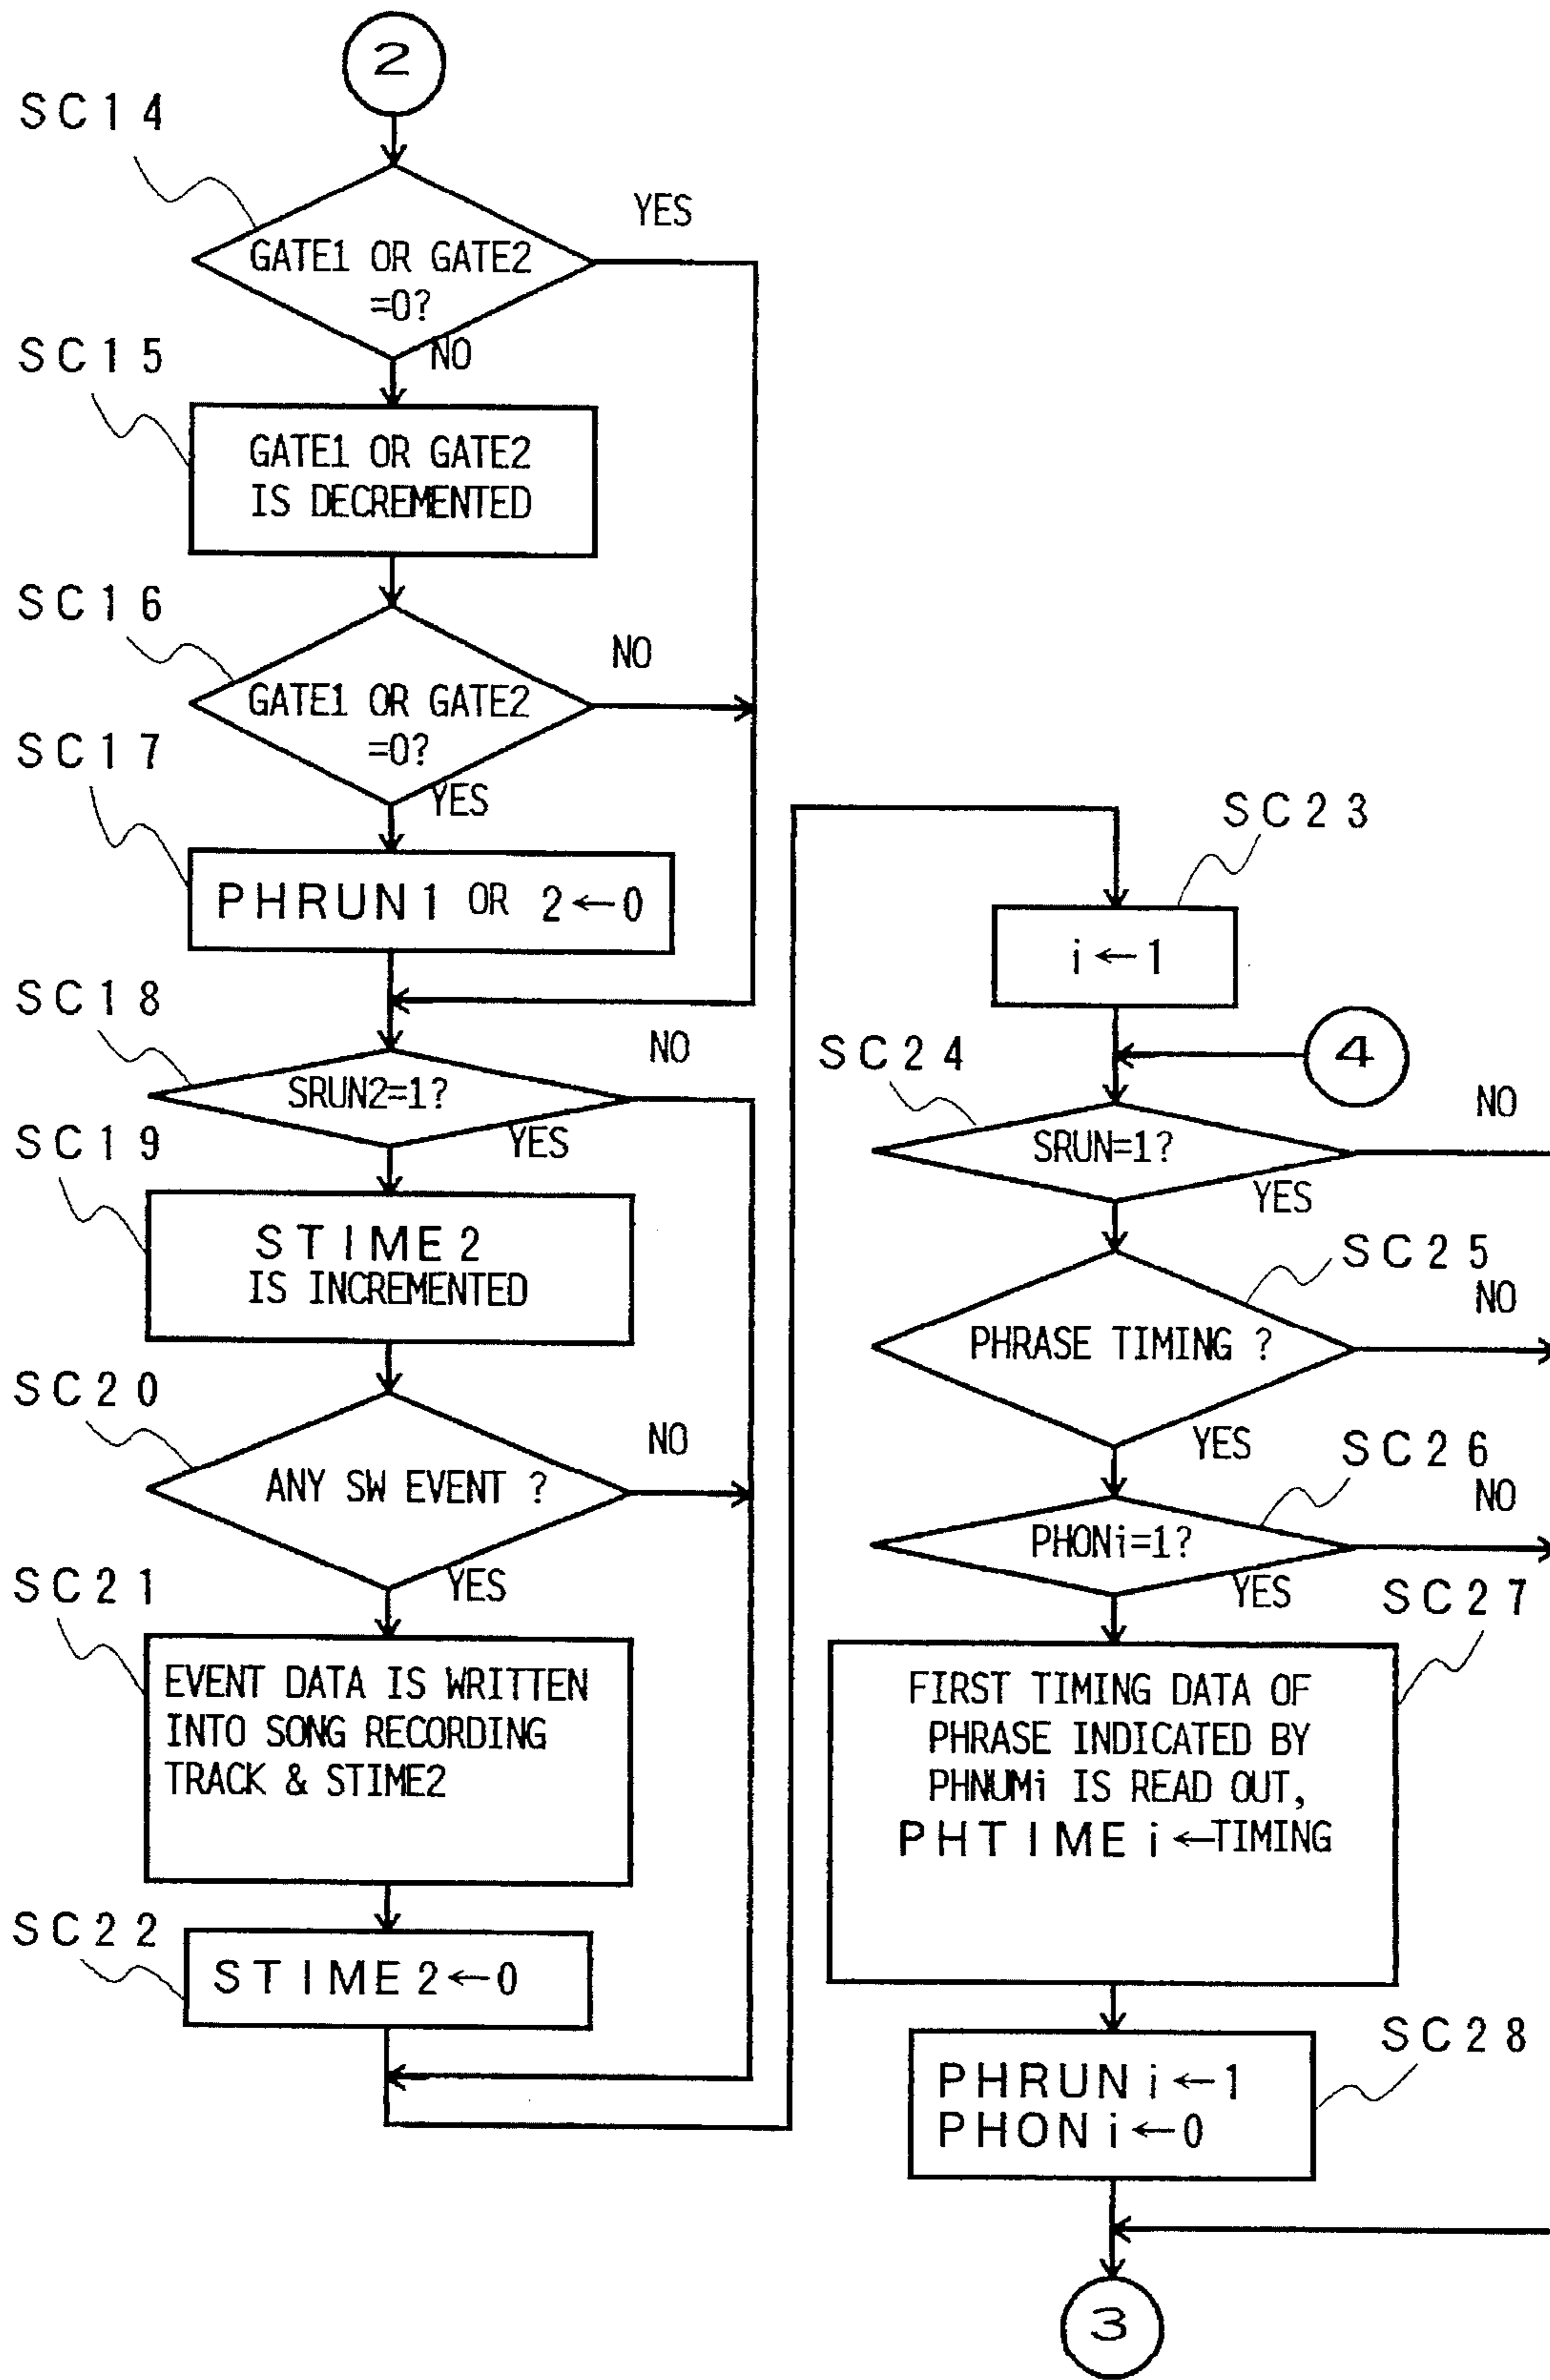 2
SC14
YES
GATE1 OR GATE2
=0?
NO
SC15
GATE1 OR GATE2
IS DECREMENTED
SC16
NO
GATE1 OR GATE2
=0?
YES
SC17
PHRUN1 OR 2←0
SC18
NO
SRUN2=1?
YES
SC19
STIME2
IS INCREMENTED
SC20
NO
ANY SW EVENT ?
YES
SC21
EVENT DATA IS WRITTEN
INTO SONG RECORDING
TRACK & STIME2
SC22
STIME2←0
SC23
i←1
4
SC24
NO
SRUN=1?
YES
SC25
NO
PHRASE TIMING ?
YES
SC26
NO
PHONi=1?
YES
SC27
FIRST TIMING DATA OF
PHRASE INDICATED BY
PHNUMi IS READ OUT,
PHTIMEi←TIMING
SC28
PHRUNi←1
PHONi←0
3